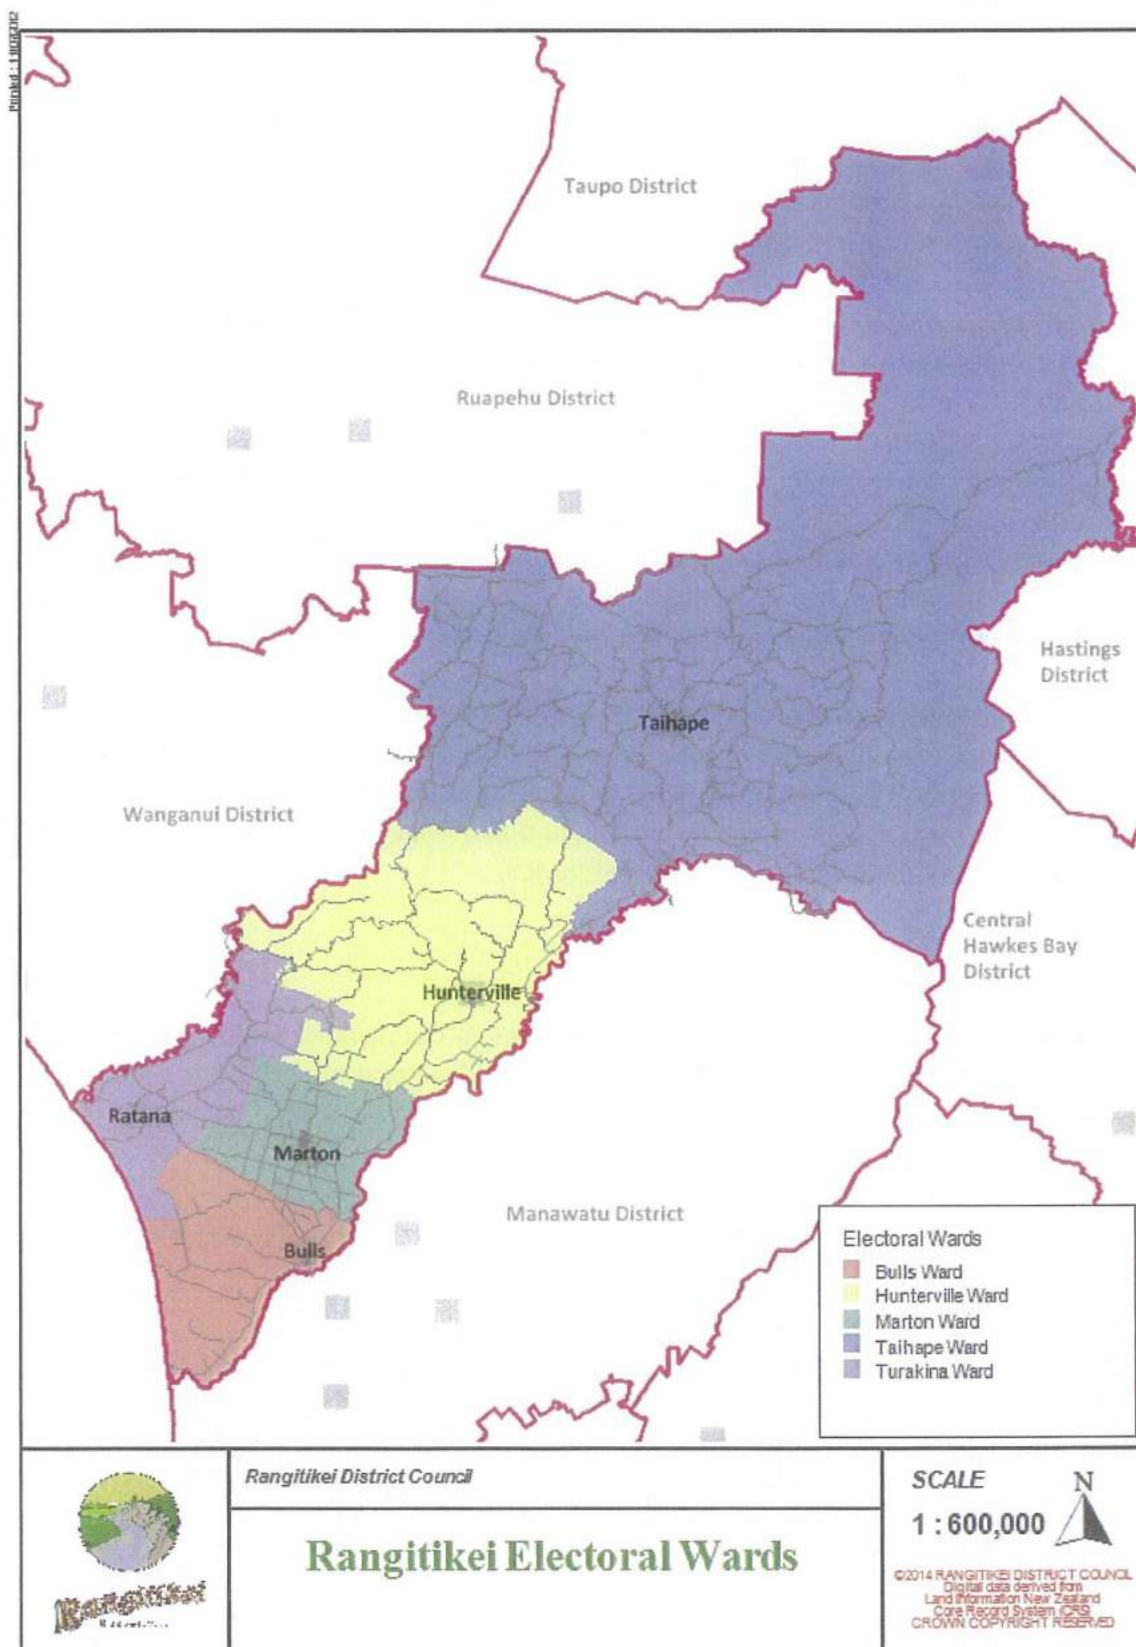 Taupo District
Ruapehu District
Hastings
District
Taihape
Wanganui District
Central
Hawkes Bay
District
Hunterville
Ratana
Marton
Manawatu District
Bulls
Electoral Wards
Bulls Ward
Hunterville Ward
Marton Ward
Taihape Ward
Turakina Ward
Rangitikei District Council
Rangitikei Electoral Wards
Rangitikei
SCALE
N
1 : 600,000
©2014 RANGITIKEI DISTRICT COUNCIL
Digital data derived from
Land Information New Zealand
Core Record System (CRS)
CROWN COPYRIGHT RESERVED